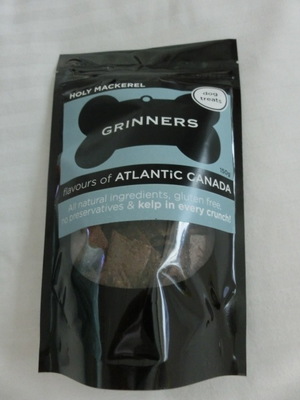 HOLY MACKEREL
dog
treats
GRINNERS
150g
flavours of ATLANTiC CANADA
All natural ingredients, gluten free
no preservatives & kelp in every crunch!